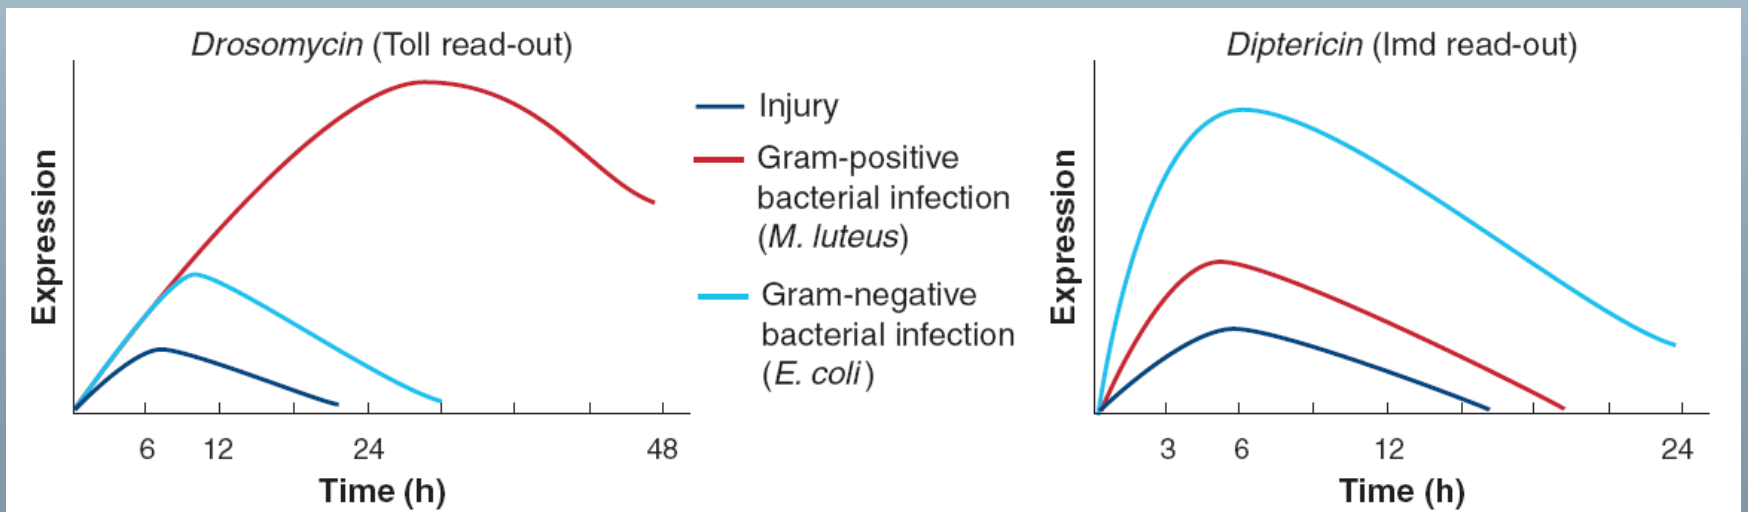 Drosomycin (Toll read-out)
Expression
6 12 24 48
Time (h)
Injury
Gram-positive
bacterial infection
(M. luteus)
Gram-negative
bacterial infection
(E. coli)
Diptericin (Imd read-out)
Expression
3 6 12 24
Time (h)